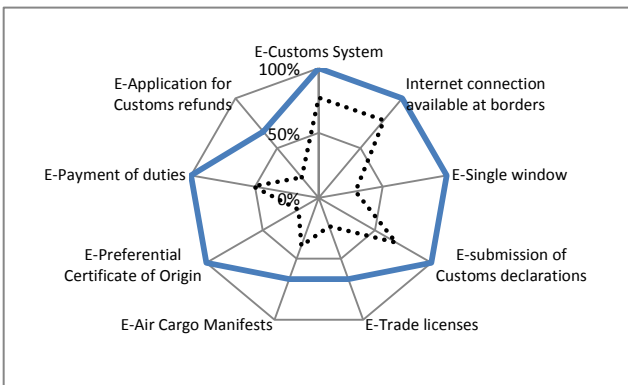 E-Customs System
100%
Internet connection
available at borders
E-Single window
E-submission of
Customs declarations
E-Trade licenses
E-Air Cargo Manifests
E-Preferential
Certificate of Origin
E-Payment of duties
E-Application for
Customs refunds
50%
0%